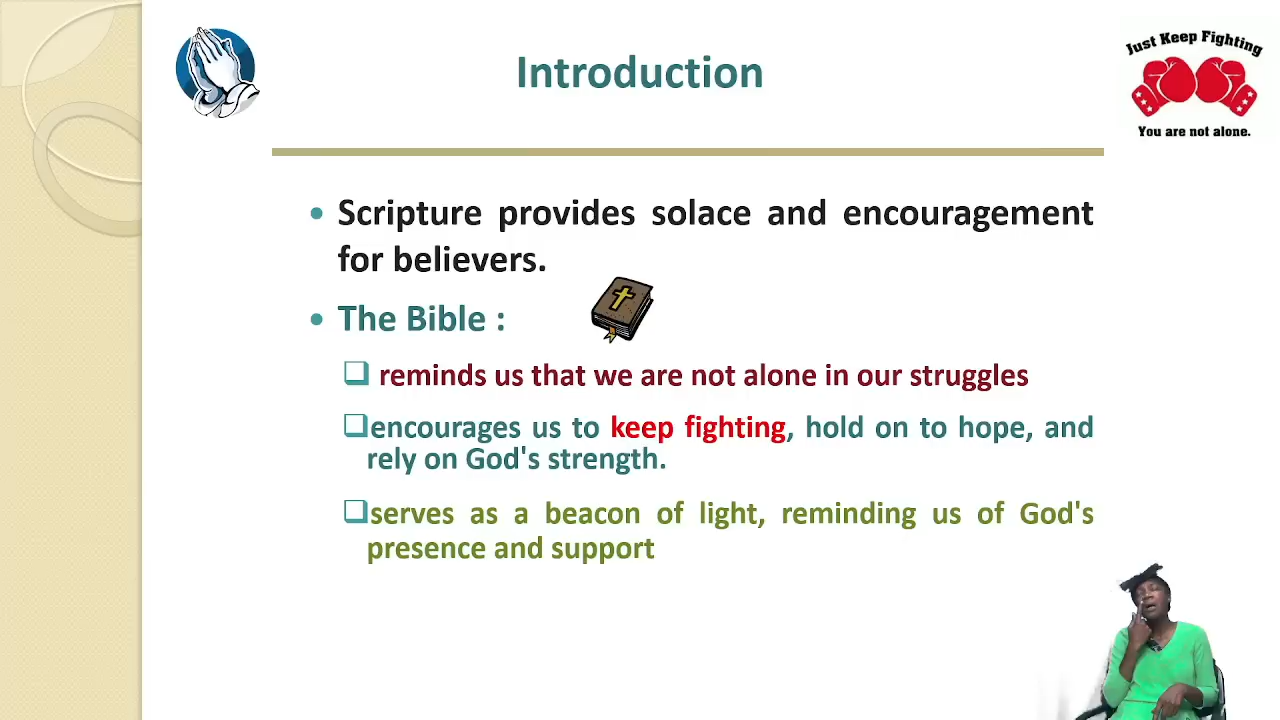 Introduction
Just Keep Fighting
You are not alone.
Scripture provides solace and encouragement
for believers.
The Bible :
reminds us that we are not alone in our struggles
encourages us to keep fighting, hold on to hope, and
rely on God's strength.
serves as a beacon of light, reminding us of God's
presence and support